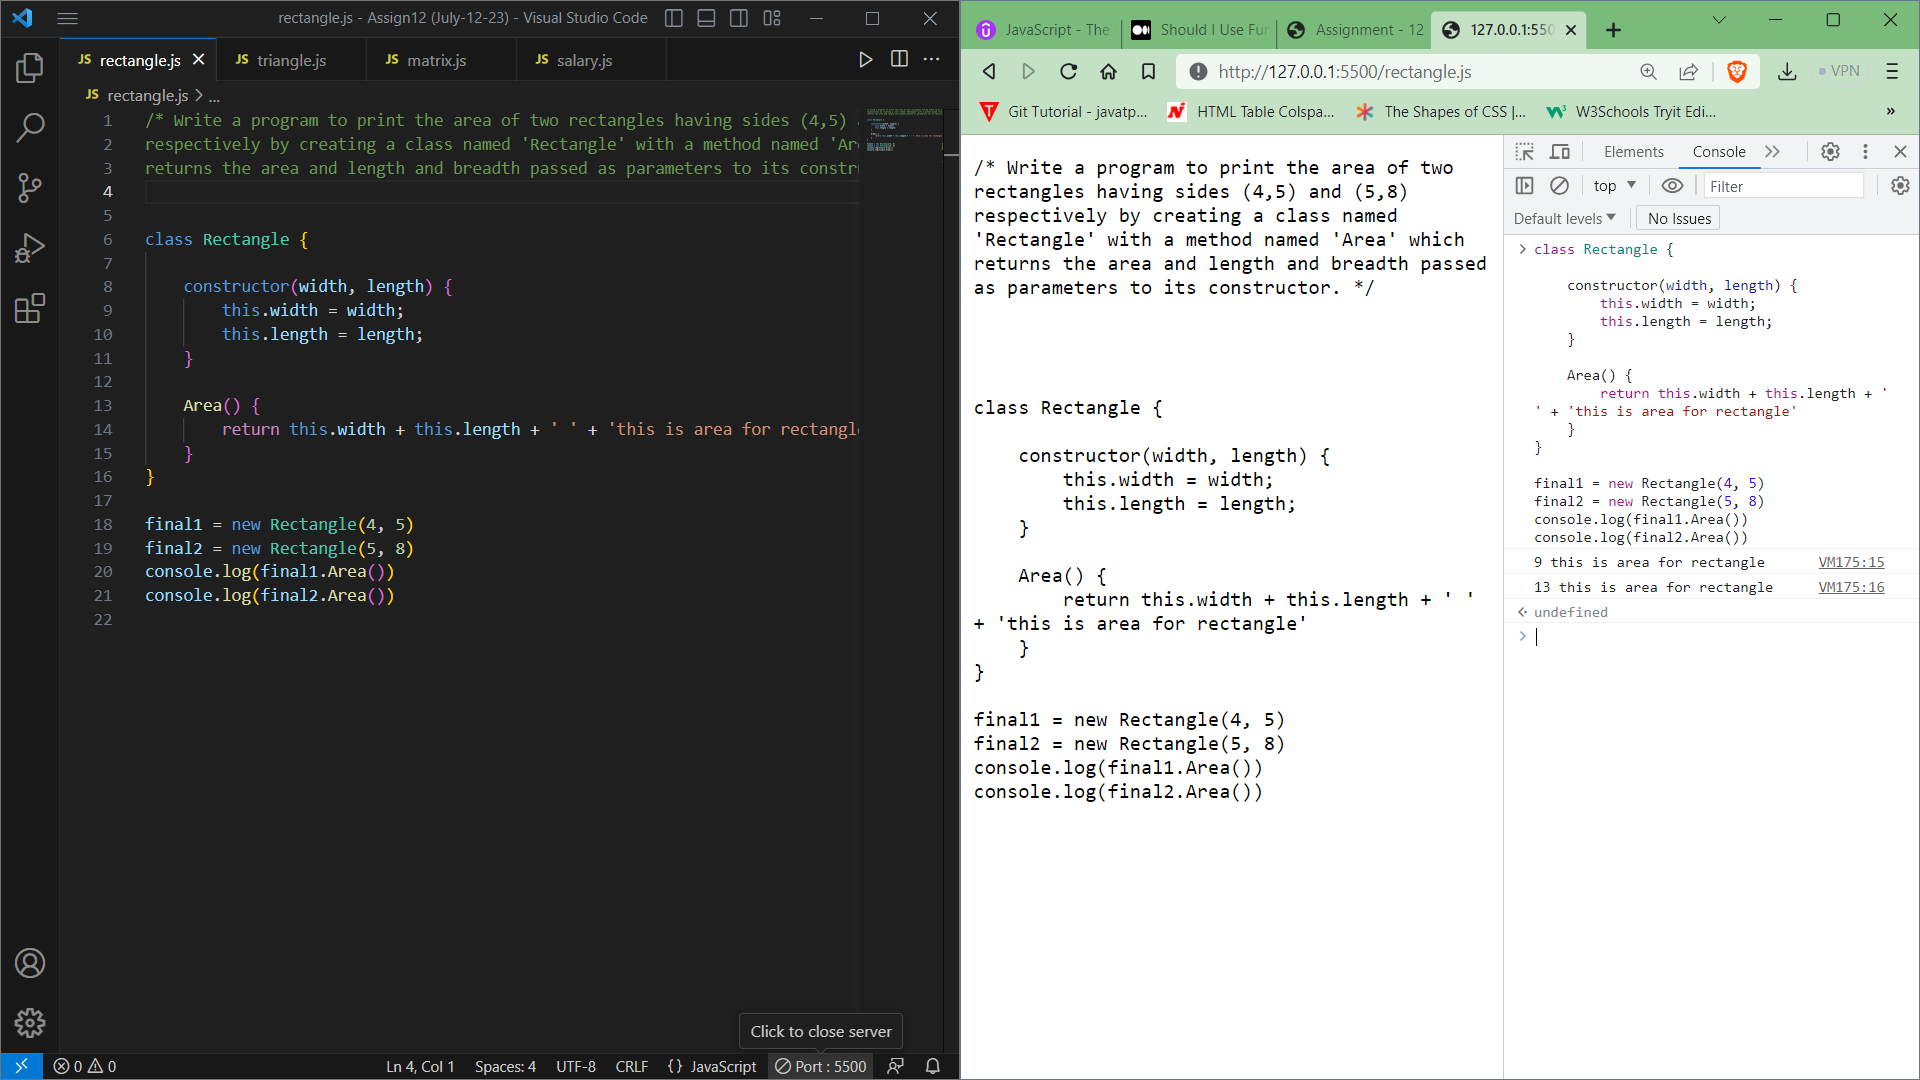 rectangle.js - Assign12 (July-12-23) - Visual Studio Code
JS rectangle.js
JS triangle.js
JS matrix.js
JS salary.js
JS rectangle.js > ...
1 /* Write a program to print the area of two rectangles having sides (4,5)
2 respectively by creating a class named 'Rectangle' with a method named 'Are
3 returns the area and length and breadth passed as parameters to its constr
4
5
6 class Rectangle {
7
8 constructor(width, length) {
9 this.width = width;
10 this.length = length;
11 }
12
13 Area() {
14 return this.width + this.length + ' ' + 'this is area for rectangle
15 }
16 }
17
18 final1 = new Rectangle(4, 5)
19 final2 = new Rectangle(5, 8)
20 console.log(final1.Area())
21 console.log(final2.Area())
22
Click to close server
0 0
Ln 4, Col 1
Spaces: 4
UTF-8
CRLF
{} JavaScript
Port : 5500
JavaScript - The
Should I Use Fun
Assignment - 12
127.0.0.1:550
http://127.0.0.1:5500/rectangle.js
VPN
Git Tutorial - javatp...
HTML Table Colspa...
The Shapes of CSS |...
W3Schools Tryit Edi...
»
/* Write a program to print the area of two
rectangles having sides (4,5) and (5,8)
respectively by creating a class named
'Rectangle' with a method named 'Area' which
returns the area and length and breadth passed
as parameters to its constructor. */
class Rectangle {
constructor(width, length) {
this.width = width;
this.length = length;
}
Area() {
return this.width + this.length + ' '
+ 'this is area for rectangle'
}
}
final1 = new Rectangle(4, 5)
final2 = new Rectangle(5, 8)
console.log(final1.Area())
console.log(final2.Area())
Elements
Console
top
Filter
Default levels
No Issues
class Rectangle {
constructor(width, length) {
this.width = width;
this.length = length;
}
Area() {
return this.width + this.length + '
' + 'this is area for rectangle'
}
}
final1 = new Rectangle(4, 5)
final2 = new Rectangle(5, 8)
console.log(final1.Area())
console.log(final2.Area())
9 this is area for rectangle VM175:15
13 this is area for rectangle VM175:16
undefined